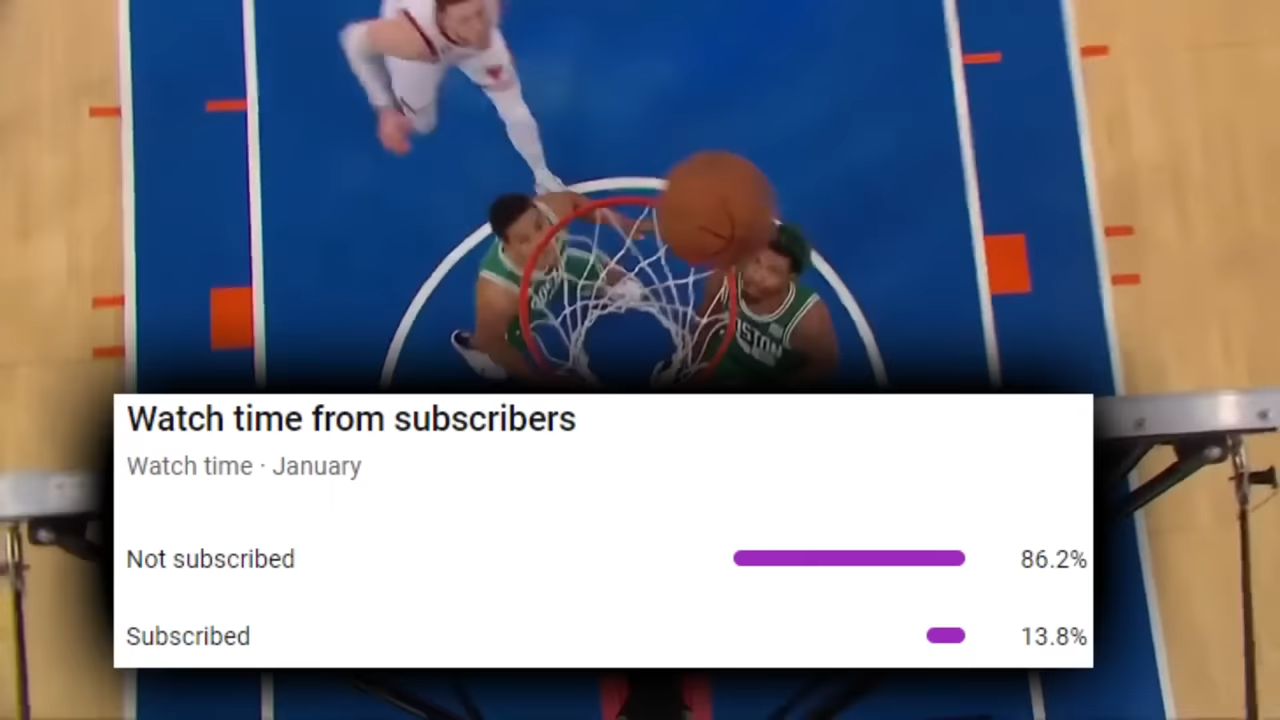 Watch time from subscribers
Watch time · January
Not subscribed 86.2%
Subscribed 13.8%